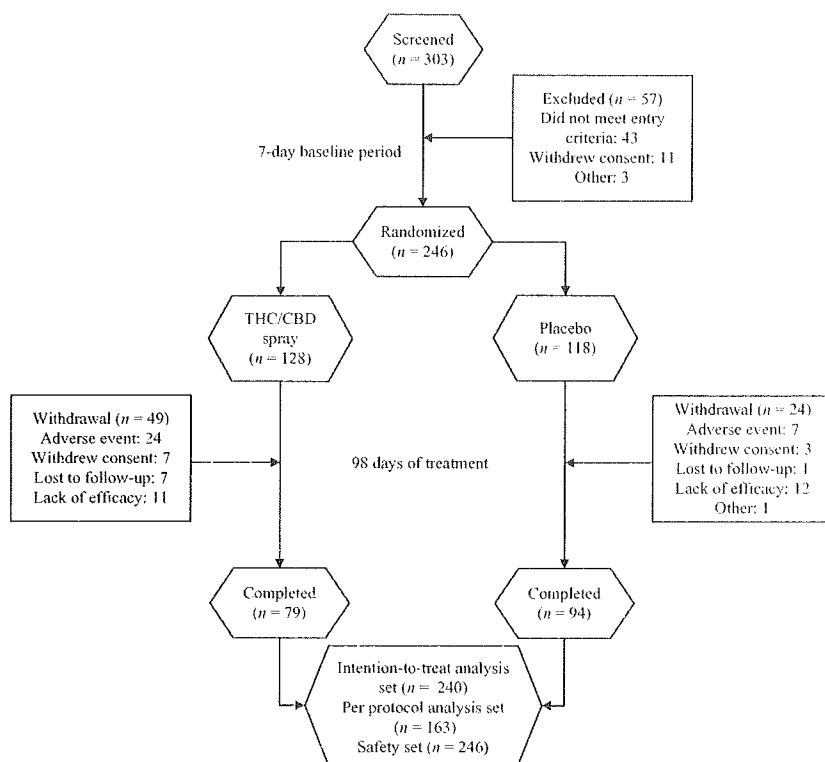 Screened
(n = 303)
Excluded (n = 57)
Did not meet entry
criteria: 43
Withdrew consent: 11
Other: 3
7-day baseline period
Randomized
(n = 246)
THC/CBD
spray
(n = 128)
Placebo
(n = 118)
Withdrawal (n = 49)
Adverse event: 24
Withdrew consent: 7
Lost to follow-up: 7
Lack of efficacy: 11
98 days of treatment
Withdrawal (n = 24)
Adverse event: 7
Withdrew consent: 3
Lost to follow-up: 1
Lack of efficacy: 12
Other: 1
Completed
(n = 79)
Completed
(n = 94)
Intention-to-treat analysis
set (n = 240)
Per protocol analysis set
(n = 163)
Safety set (n = 246)